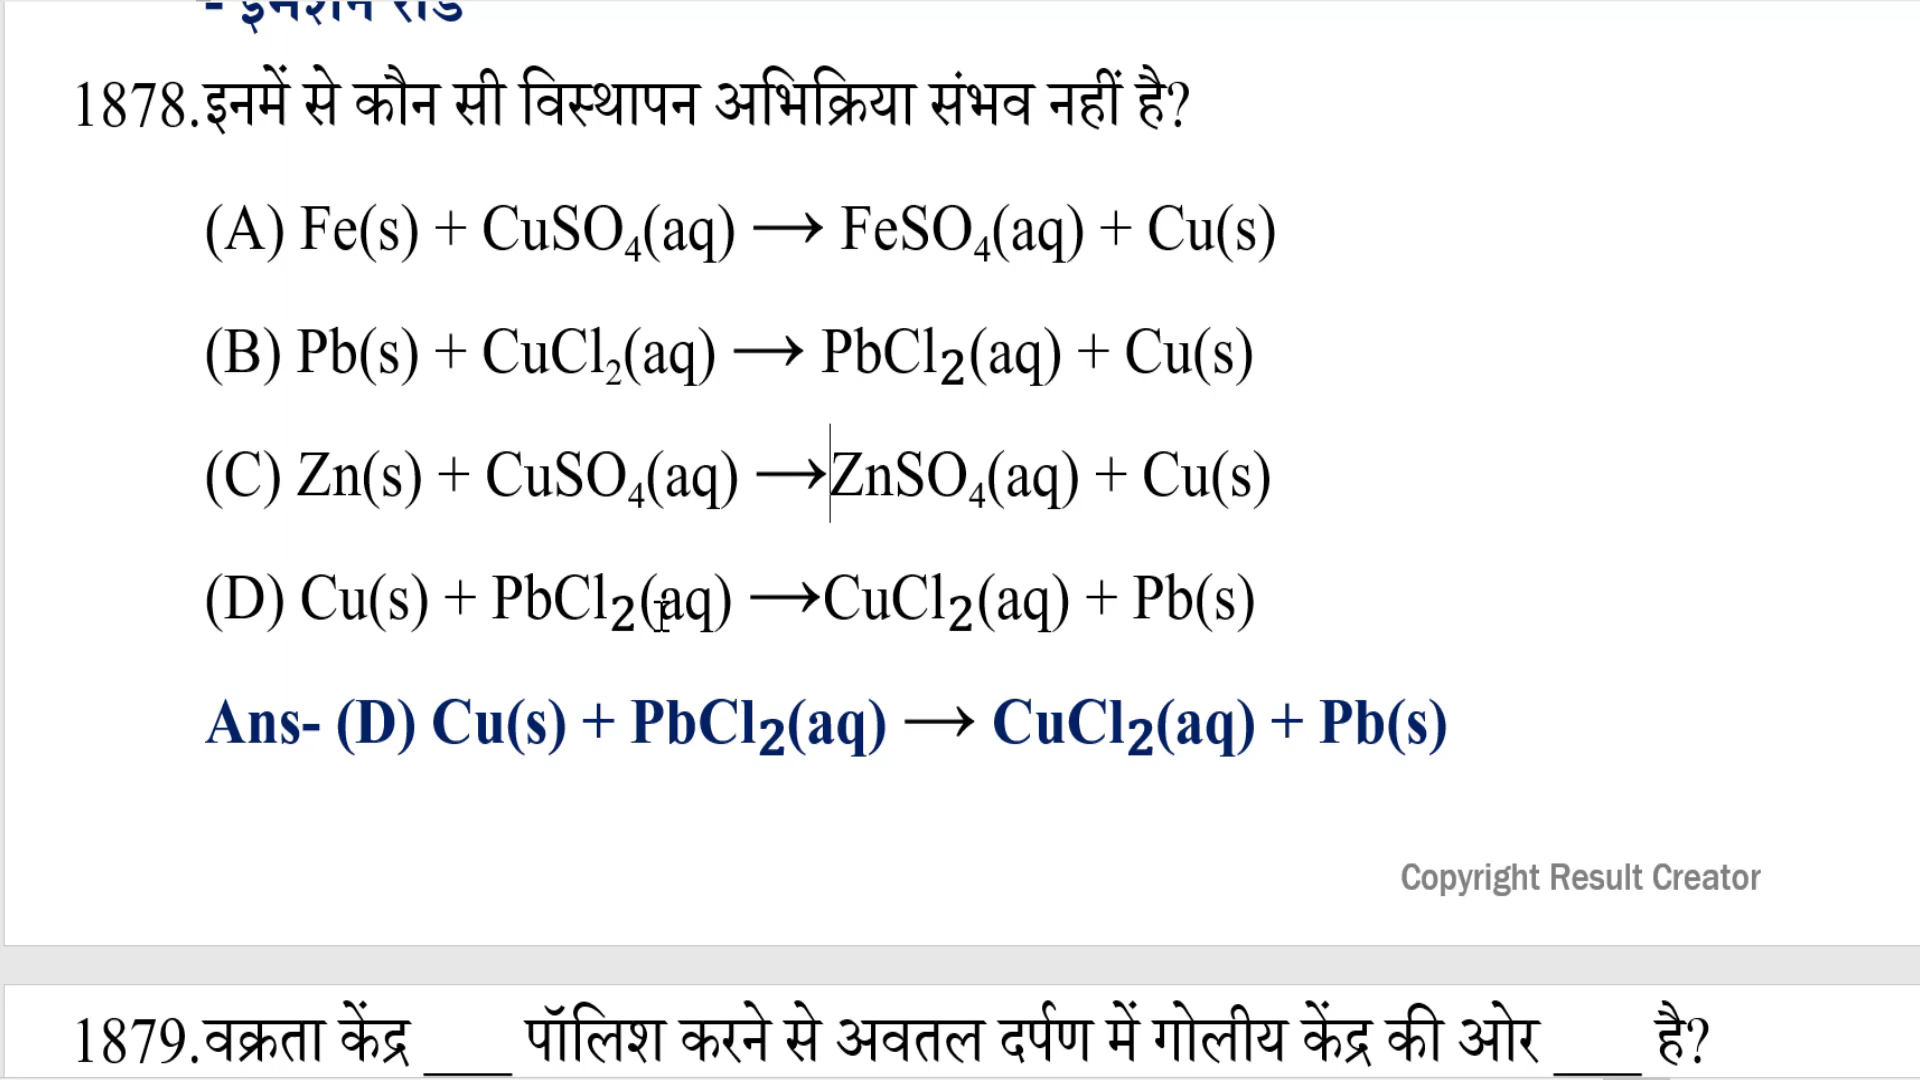 - इमर्शन रॉड
1878.इनमें से कौन सी विस्थापन अभिक्रिया संभव नहीं है?
(A) Fe(s) + CuSO₄(aq) ⟶ FeSO₄(aq) + Cu(s)
(B) Pb(s) + CuCl₂(aq) ⟶ PbCl₂(aq) + Cu(s)
(C) Zn(s) + CuSO₄(aq) ⟶ZnSO₄(aq) + Cu(s)
(D) Cu(s) + PbCl₂(aq) ⟶CuCl₂(aq) + Pb(s)
Ans- (D) Cu(s) + PbCl₂(aq) ⟶ CuCl₂(aq) + Pb(s)
Copyright Result Creator
1879.वक्रता केंद्र ___ पॉलिश करने से अवतल दर्पण में गोलीय केंद्र की ओर ___ है?